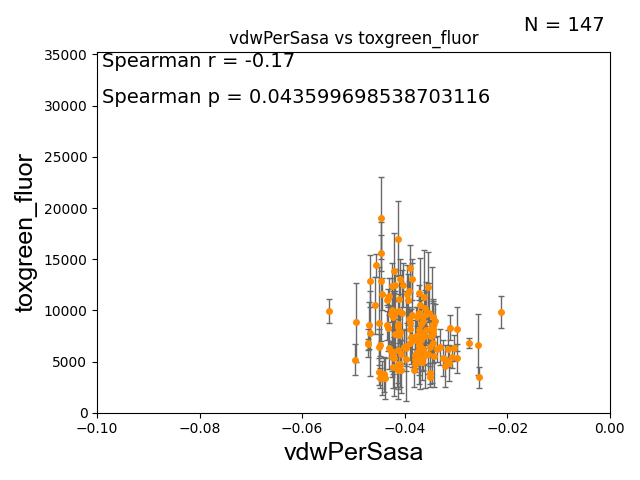 N = 147
vdwPerSasa vs toxgreen_fluor
Spearman r = -0.17
Spearman p = 0.043599698538703116
35000
30000
25000
20000
15000
10000
5000
0
toxgreen_fluor
−0.10
−0.08
−0.06
−0.04
−0.02
0.00
vdwPerSasa